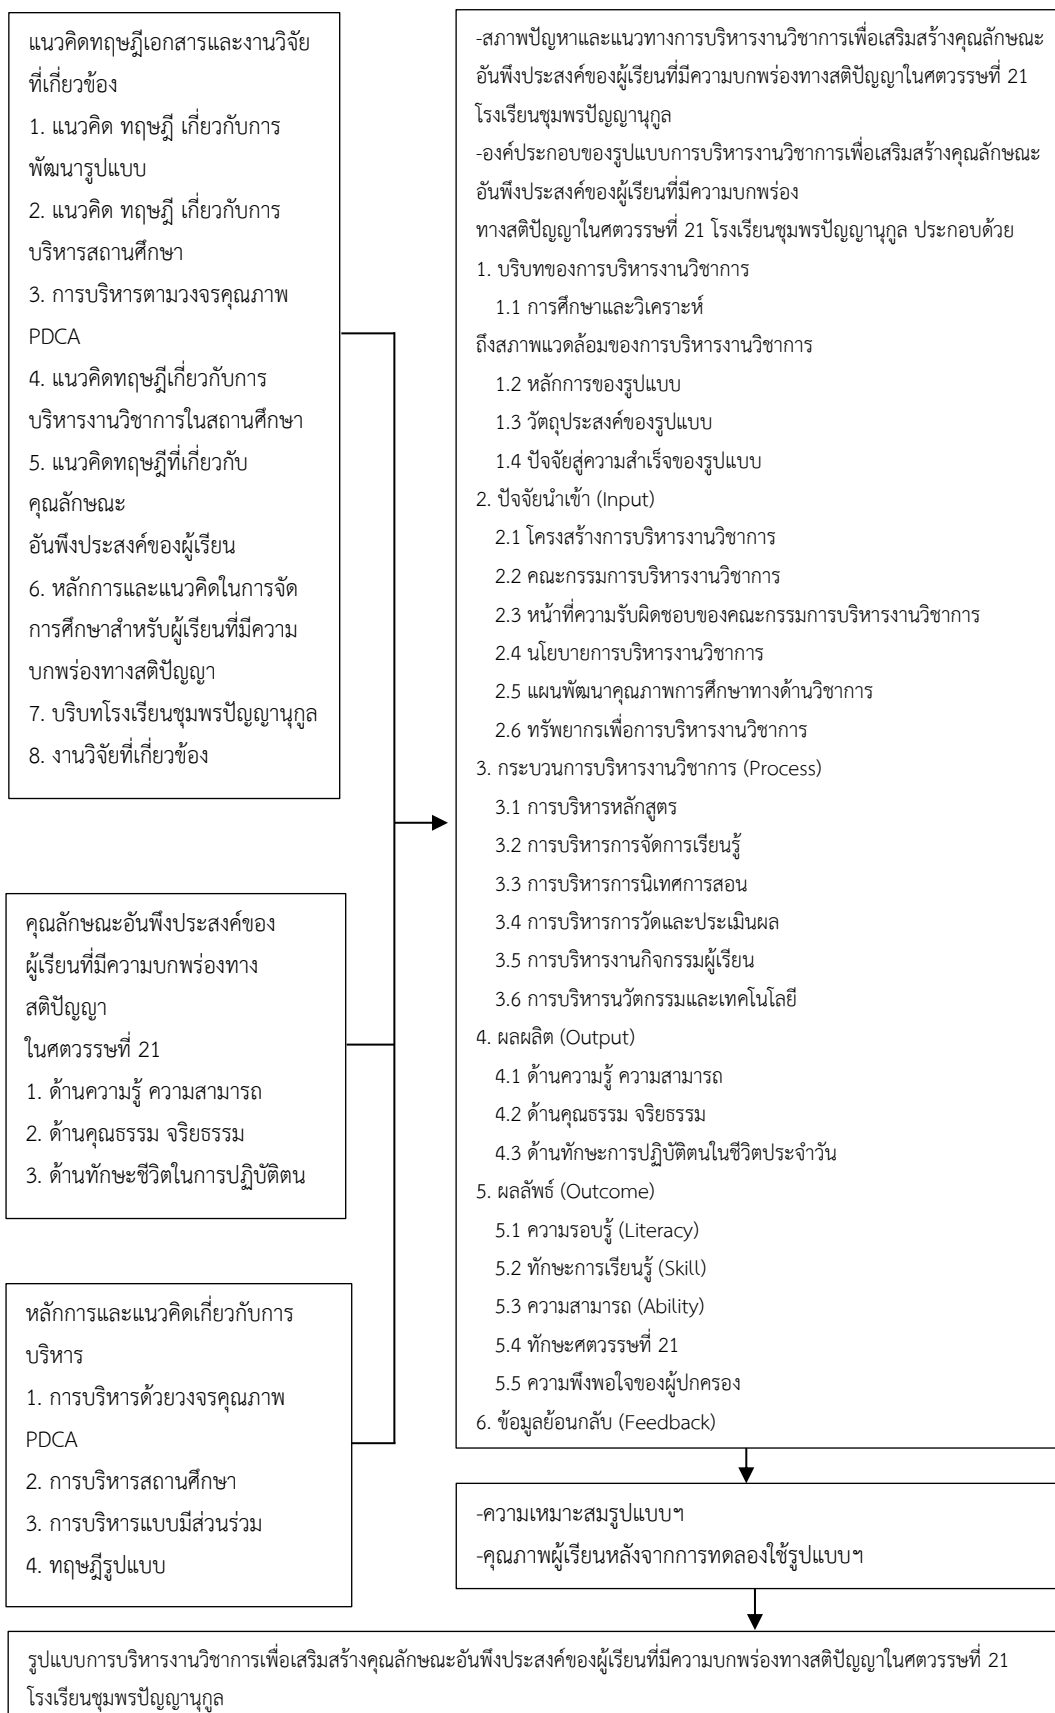 แนวคิดทฤษฎีเอกสารและงานวิจัย
ที่เกี่ยวข้อง
1. แนวคิด ทฤษฎี เกี่ยวกับการ
พัฒนารูปแบบ
2. แนวคิด ทฤษฎี เกี่ยวกับการ
บริหารสถานศึกษา
3. การบริหารตามวงจรคุณภาพ
PDCA
4. แนวคิดทฤษฎีเกี่ยวกับการ
บริหารงานวิชาการในสถานศึกษา
5. แนวคิดทฤษฎีที่เกี่ยวกับ
คุณลักษณะ
อันพึงประสงค์ของผู้เรียน
6. หลักการและแนวคิดในการจัด
การศึกษาสำหรับผู้เรียนที่มีความ
บกพร่องทางสติปัญญา
7. บริบทโรงเรียนชุมพรปัญญานุกูล
8. งานวิจัยที่เกี่ยวข้อง
คุณลักษณะอันพึงประสงค์ของ
ผู้เรียนที่มีความบกพร่องทาง
สติปัญญา
ในศตวรรษที่ 21
1. ด้านความรู้ ความสามารถ
2. ด้านคุณธรรม จริยธรรม
3. ด้านทักษะชีวิตในการปฏิบัติตน
หลักการและแนวคิดเกี่ยวกับการ
บริหาร
1. การบริหารด้วยวงจรคุณภาพ
PDCA
2. การบริหารสถานศึกษา
3. การบริหารแบบมีส่วนร่วม
4. ทฤษฎีรูปแบบ
-สภาพปัญหาและแนวทางการบริหารงานวิชาการเพื่อเสริมสร้างคุณลักษณะ
อันพึงประสงค์ของผู้เรียนที่มีความบกพร่องทางสติปัญญาในศตวรรษที่ 21
โรงเรียนชุมพรปัญญานุกูล
-องค์ประกอบของรูปแบบการบริหารงานวิชาการเพื่อเสริมสร้างคุณลักษณะ
อันพึงประสงค์ของผู้เรียนที่มีความบกพร่อง
ทางสติปัญญาในศตวรรษที่ 21 โรงเรียนชุมพรปัญญานุกูล ประกอบด้วย
1. บริบทของการบริหารงานวิชาการ
1.1 การศึกษาและวิเคราะห์
ถึงสภาพแวดล้อมของการบริหารงานวิชาการ
1.2 หลักการของรูปแบบ
1.3 วัตถุประสงค์ของรูปแบบ
1.4 ปัจจัยสู่ความสำเร็จของรูปแบบ
2. ปัจจัยนำเข้า (Input)
2.1 โครงสร้างการบริหารงานวิชาการ
2.2 คณะกรรมการบริหารงานวิชาการ
2.3 หน้าที่ความรับผิดชอบของคณะกรรมการบริหารงานวิชาการ
2.4 นโยบายการบริหารงานวิชาการ
2.5 แผนพัฒนาคุณภาพการศึกษาทางด้านวิชาการ
2.6 ทรัพยากรเพื่อการบริหารงานวิชาการ
3. กระบวนการบริหารงานวิชาการ (Process)
3.1 การบริหารหลักสูตร
3.2 การบริหารการจัดการเรียนรู้
3.3 การบริหารการนิเทศการสอน
3.4 การบริหารการวัดและประเมินผล
3.5 การบริหารงานกิจกรรมผู้เรียน
3.6 การบริหารนวัตกรรมและเทคโนโลยี
4. ผลผลิต (Output)
4.1 ด้านความรู้ ความสามารถ
4.2 ด้านคุณธรรม จริยธรรม
4.3 ด้านทักษะการปฏิบัติตนในชีวิตประจำวัน
5. ผลลัพธ์ (Outcome)
5.1 ความรอบรู้ (Literacy)
5.2 ทักษะการเรียนรู้ (Skill)
5.3 ความสามารถ (Ability)
5.4 ทักษะศตวรรษที่ 21
5.5 ความพึงพอใจของผู้ปกครอง
6. ข้อมูลย้อนกลับ (Feedback)
-ความเหมาะสมรูปแบบฯ
-คุณภาพผู้เรียนหลังจากการทดลองใช้รูปแบบฯ
รูปแบบการบริหารงานวิชาการเพื่อเสริมสร้างคุณลักษณะอันพึงประสงค์ของผู้เรียนที่มีความบกพร่องทางสติปัญญาในศตวรรษที่ 21
โรงเรียนชุมพรปัญญานุกูล